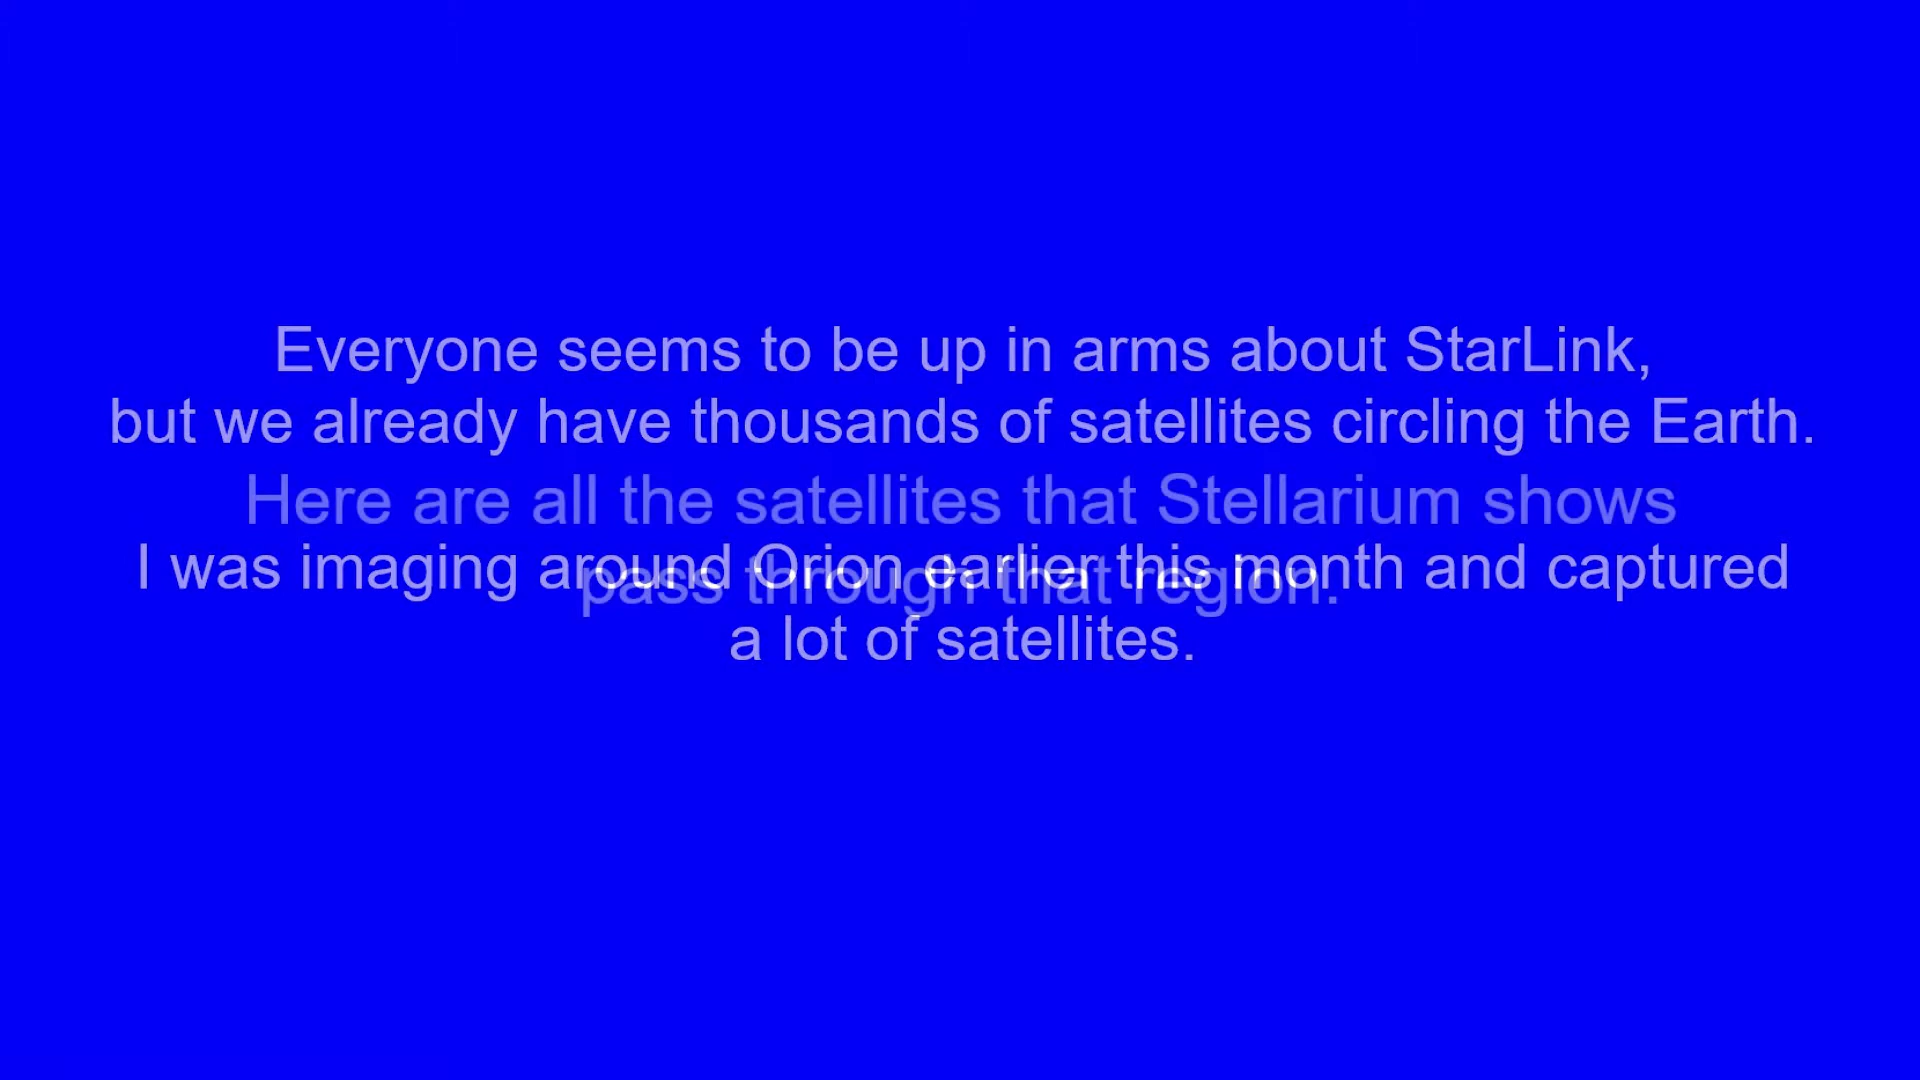 Everyone seems to be up in arms about StarLink,
but we already have thousands of satellites circling the Earth.
Here are all the satellites that Stellarium shows
I was imaging around Orion earlier this month and captured
pass through that region.
a lot of satellites.